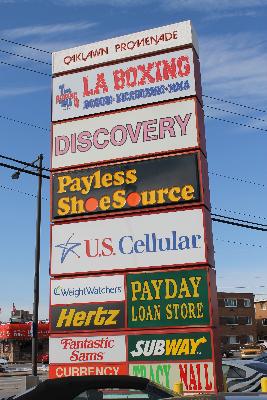 OAKLAWN PROMENADE
LA BOXING
BOXING KICKBOXING MMA
DISCOVERY
Payless
ShoeSource
U.S. Cellular
WeightWatchers
Hertz
PAYDAY
LOAN STORE
Fantastic
Sams
SUBWAY
CURRENCY
TRACY NAIL